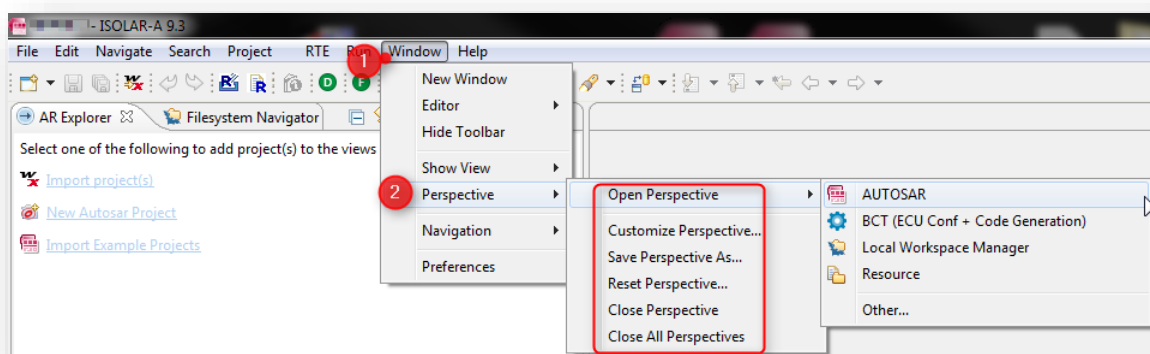 - ISOLAR-A 9.3
File Edit Navigate Search Project RTE Run Window Help
1
D
F
AR Explorer
Filesystem Navigator
Select one of the following to add project(s) to the views
Import project(s)
New Autosar Project
Import Example Projects
New Window
Editor
Hide Toolbar
Show View
2
Perspective
Navigation
Preferences
Open Perspective
Customize Perspective...
Save Perspective As...
Reset Perspective...
Close Perspective
Close All Perspectives
AUTOSAR
BCT (ECU Conf + Code Generation)
Local Workspace Manager
Resource
Other...